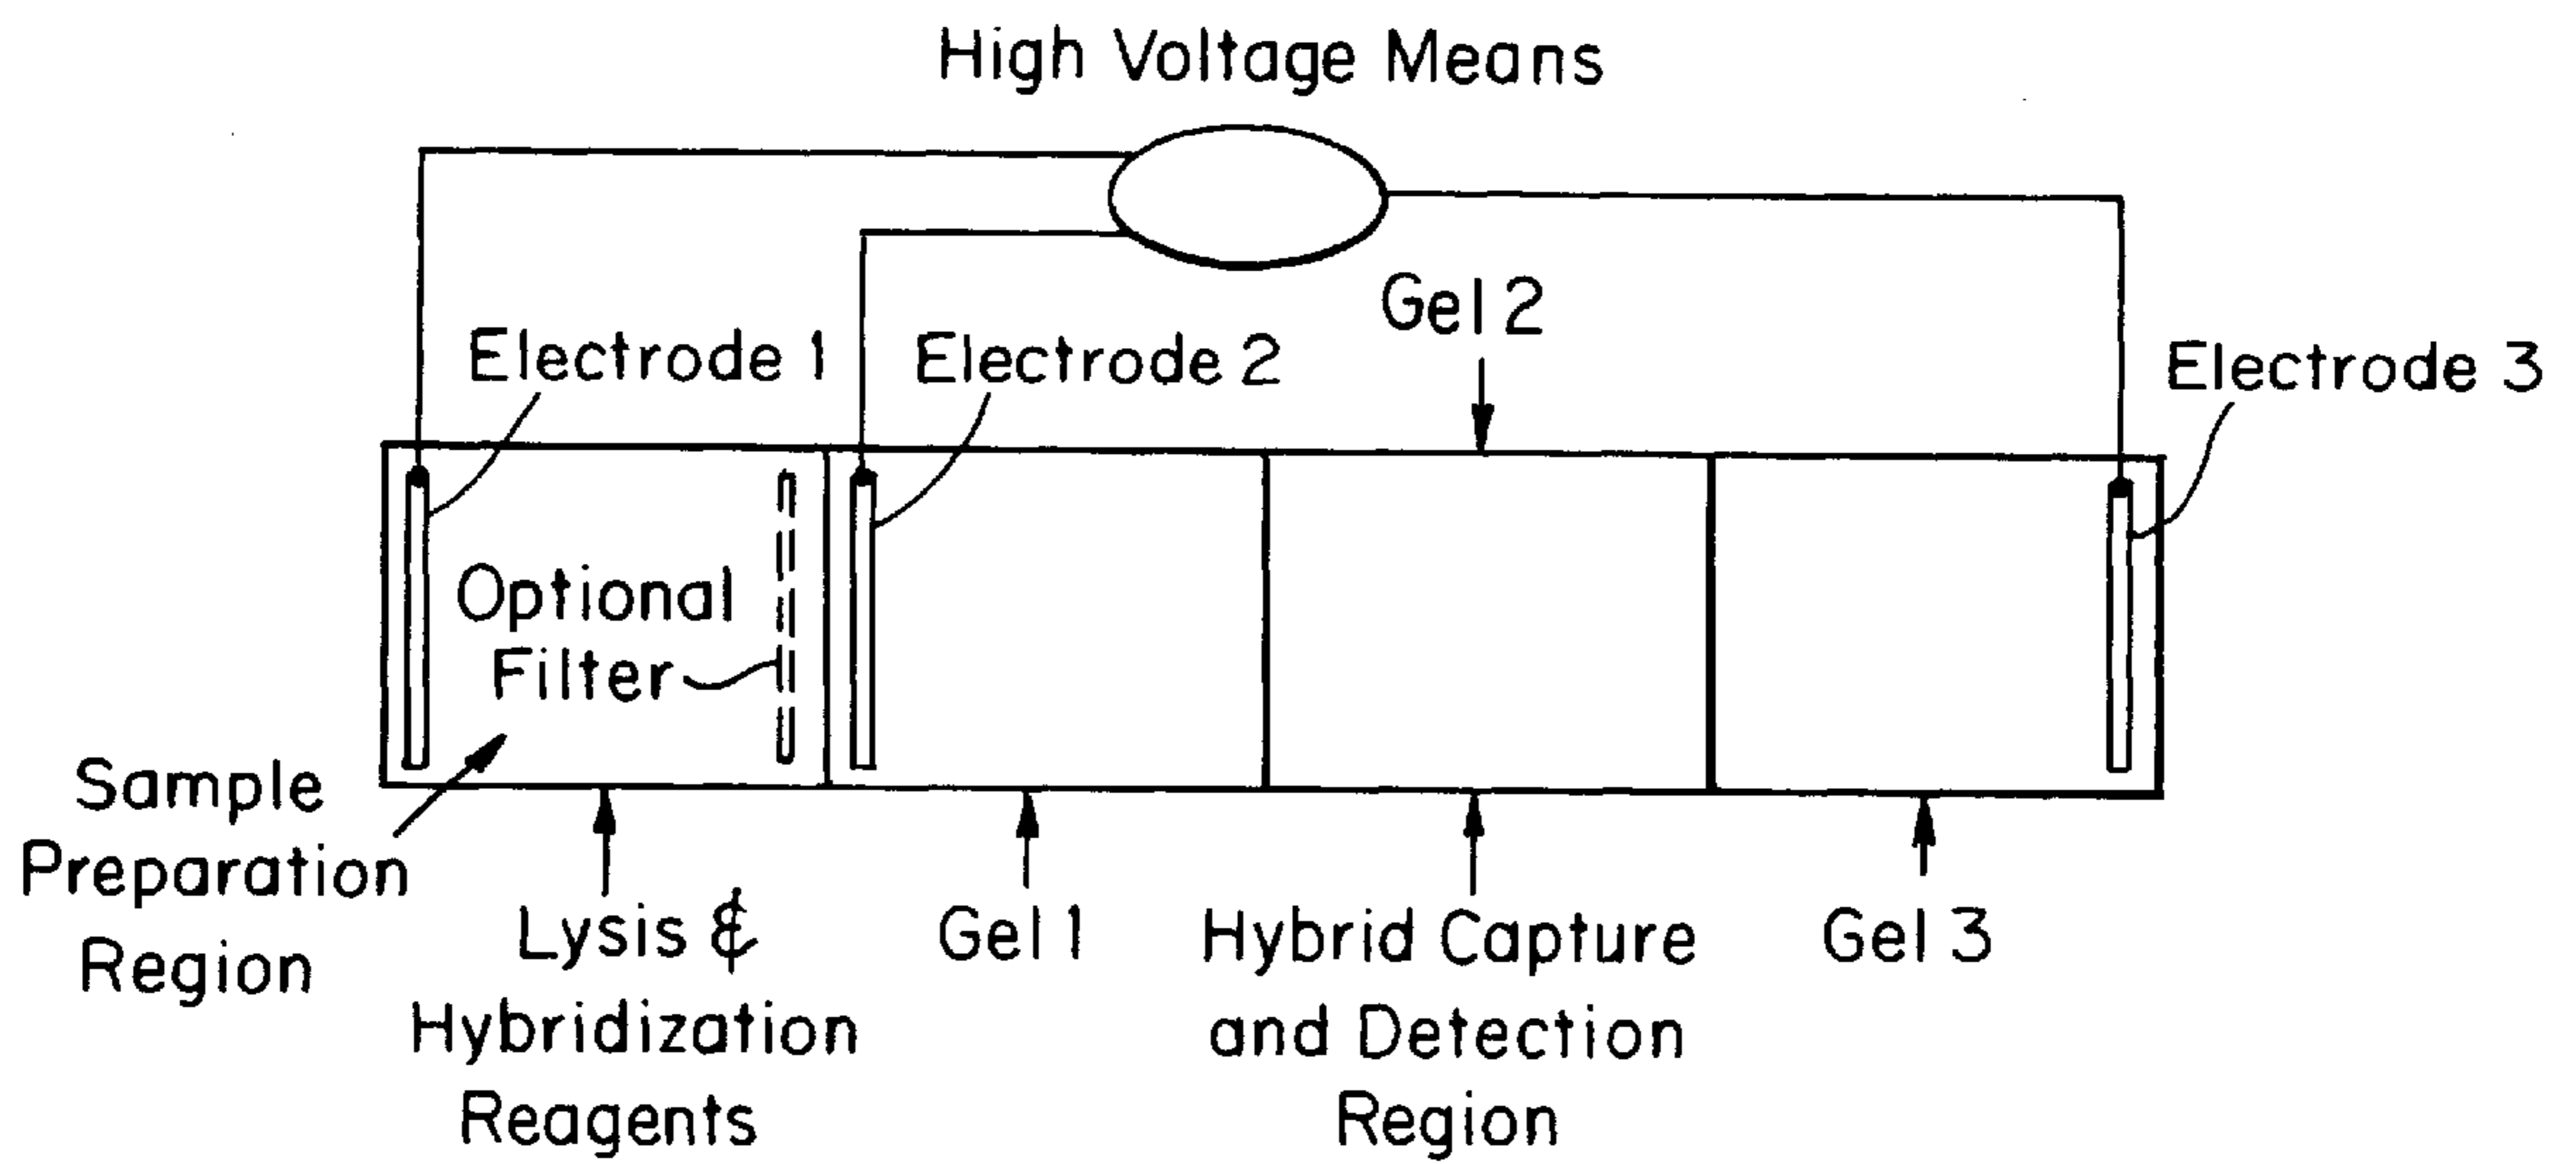 High Voltage Means
Gel 2
Electrode 1
Electrode 2
Electrode 3
Optional
Filter
Sample
Preparation
Region
Lysis &
Hybridization
Reagents
Gel 1
Hybrid Capture
and Detection
Region
Gel 3